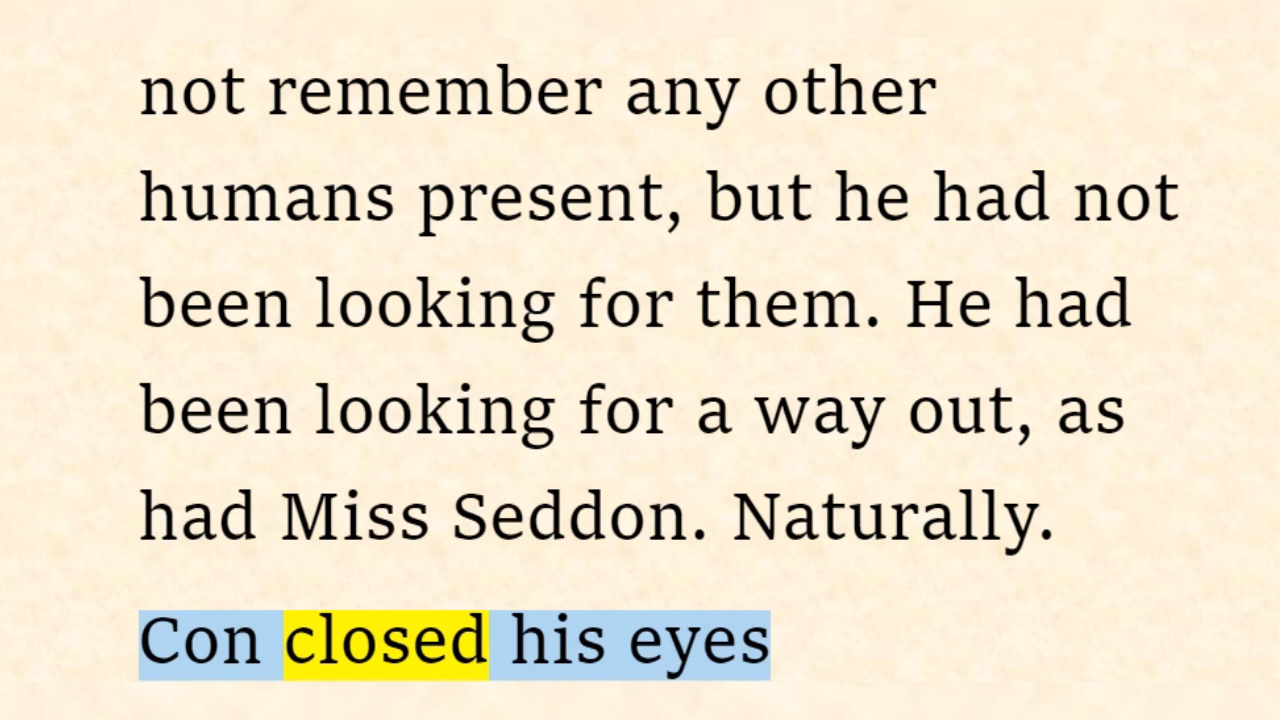 not remember any other
humans present, but he had not
been looking for them. He had
been looking for a way out, as
had Miss Seddon. Naturally.
Con closed his eyes